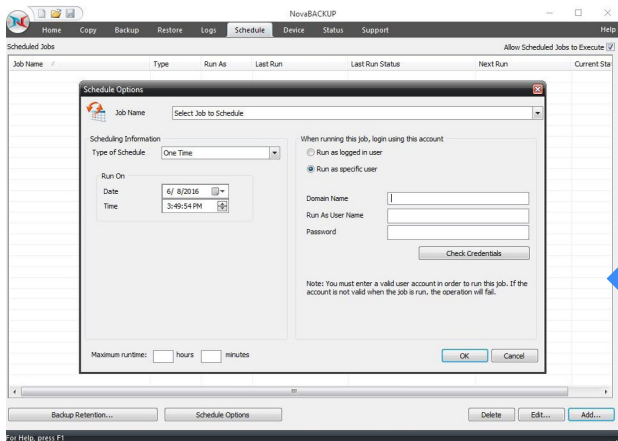 NovaBACKUP
Home Copy Backup Restore Logs Schedule Device Status Support Help
Scheduled Jobs Allow Scheduled Jobs to Execute
Job Name Type Run As Last Run Last Run Status Next Run Current Stat
Schedule Options
Job Name Select Job to Schedule
Scheduling Information When running this job, login using this account
Type of Schedule One Time Run as logged in user
Run as specific user
Run On
Date 6/ 8/2016 Domain Name
Time 3:49:54 PM Run As User Name
Password
Check Credentials
Note: You must enter a valid user account in order to run this job. If the
account is not valid when the job is run, the operation will fail.
Maximum runtime: hours minutes OK Cancel
Backup Retention... Schedule Options Delete Edit... Add...
For Help, press F1